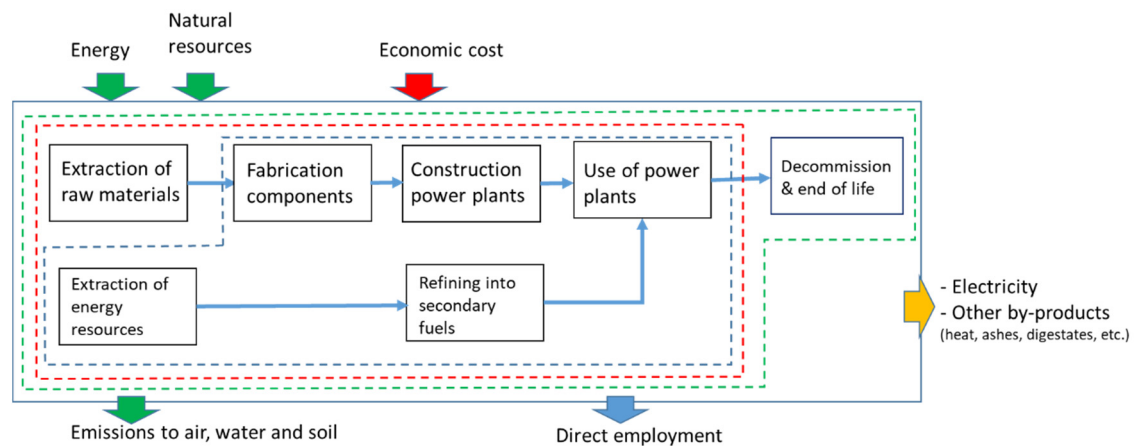 Natural
resources
Energy
Economic cost
Extraction of
raw materials
Fabrication
components
Construction
power plants
Use of power
plants
Decommission
& end of life
Extraction of
energy
resources
Refining into
secondary
fuels
- Electricity
- Other by-products
(heat, ashes, digestates, etc.)
Emissions to air, water and soil
Direct employment